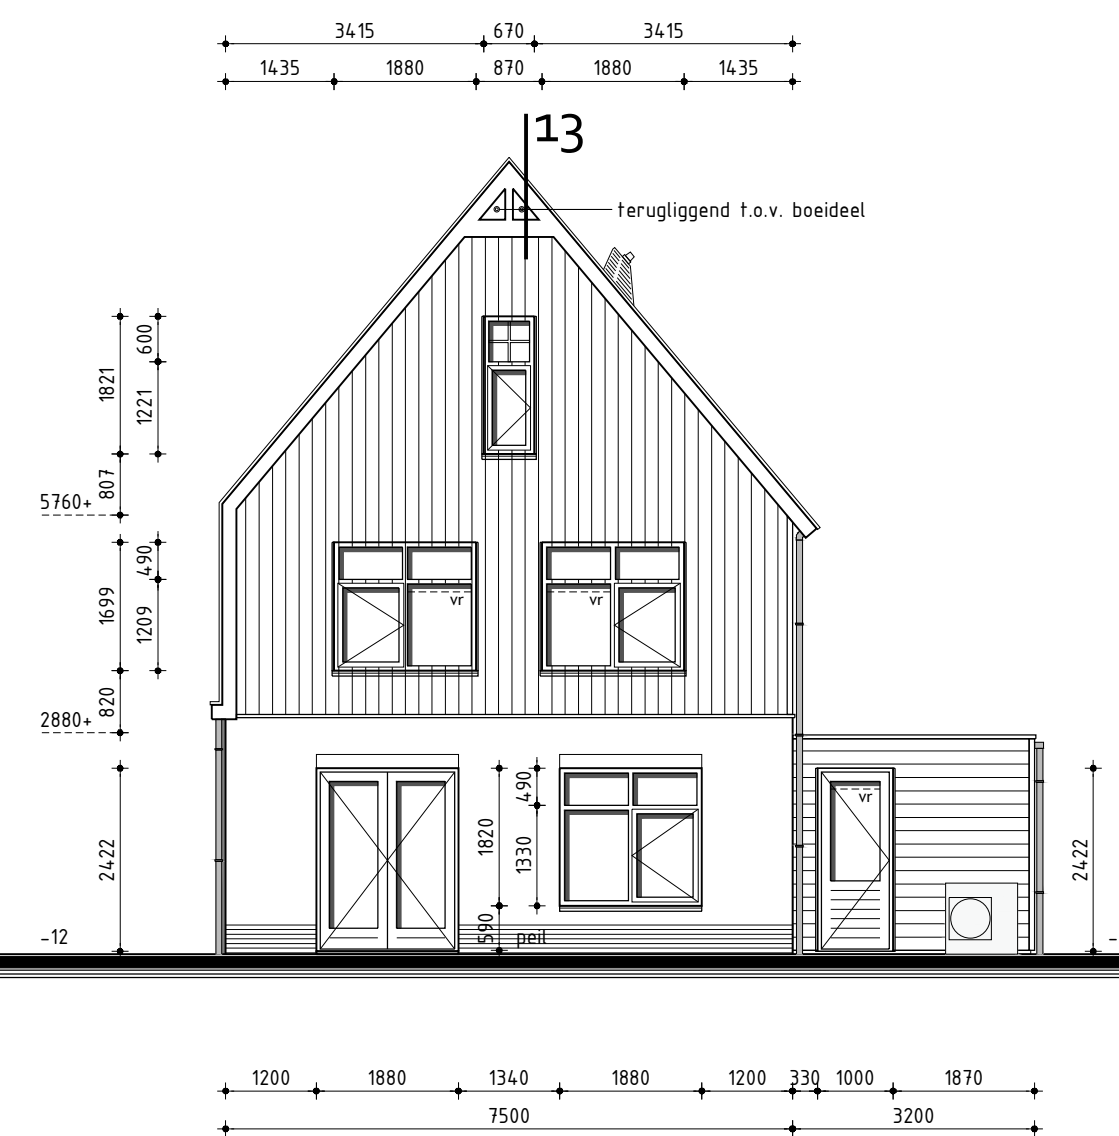 3415 670 3415
1435 1880 870 1880 1435
13
terugliggend t.o.v. boeideel
600
1821
1221
807
5760+
490
1699
1209
vr vr
820
2880+
490
vr
1820
1330
2422
2422
590
peil
-12
-
1200 1880 1340 1880 1200 330 1000 1870
7500 3200